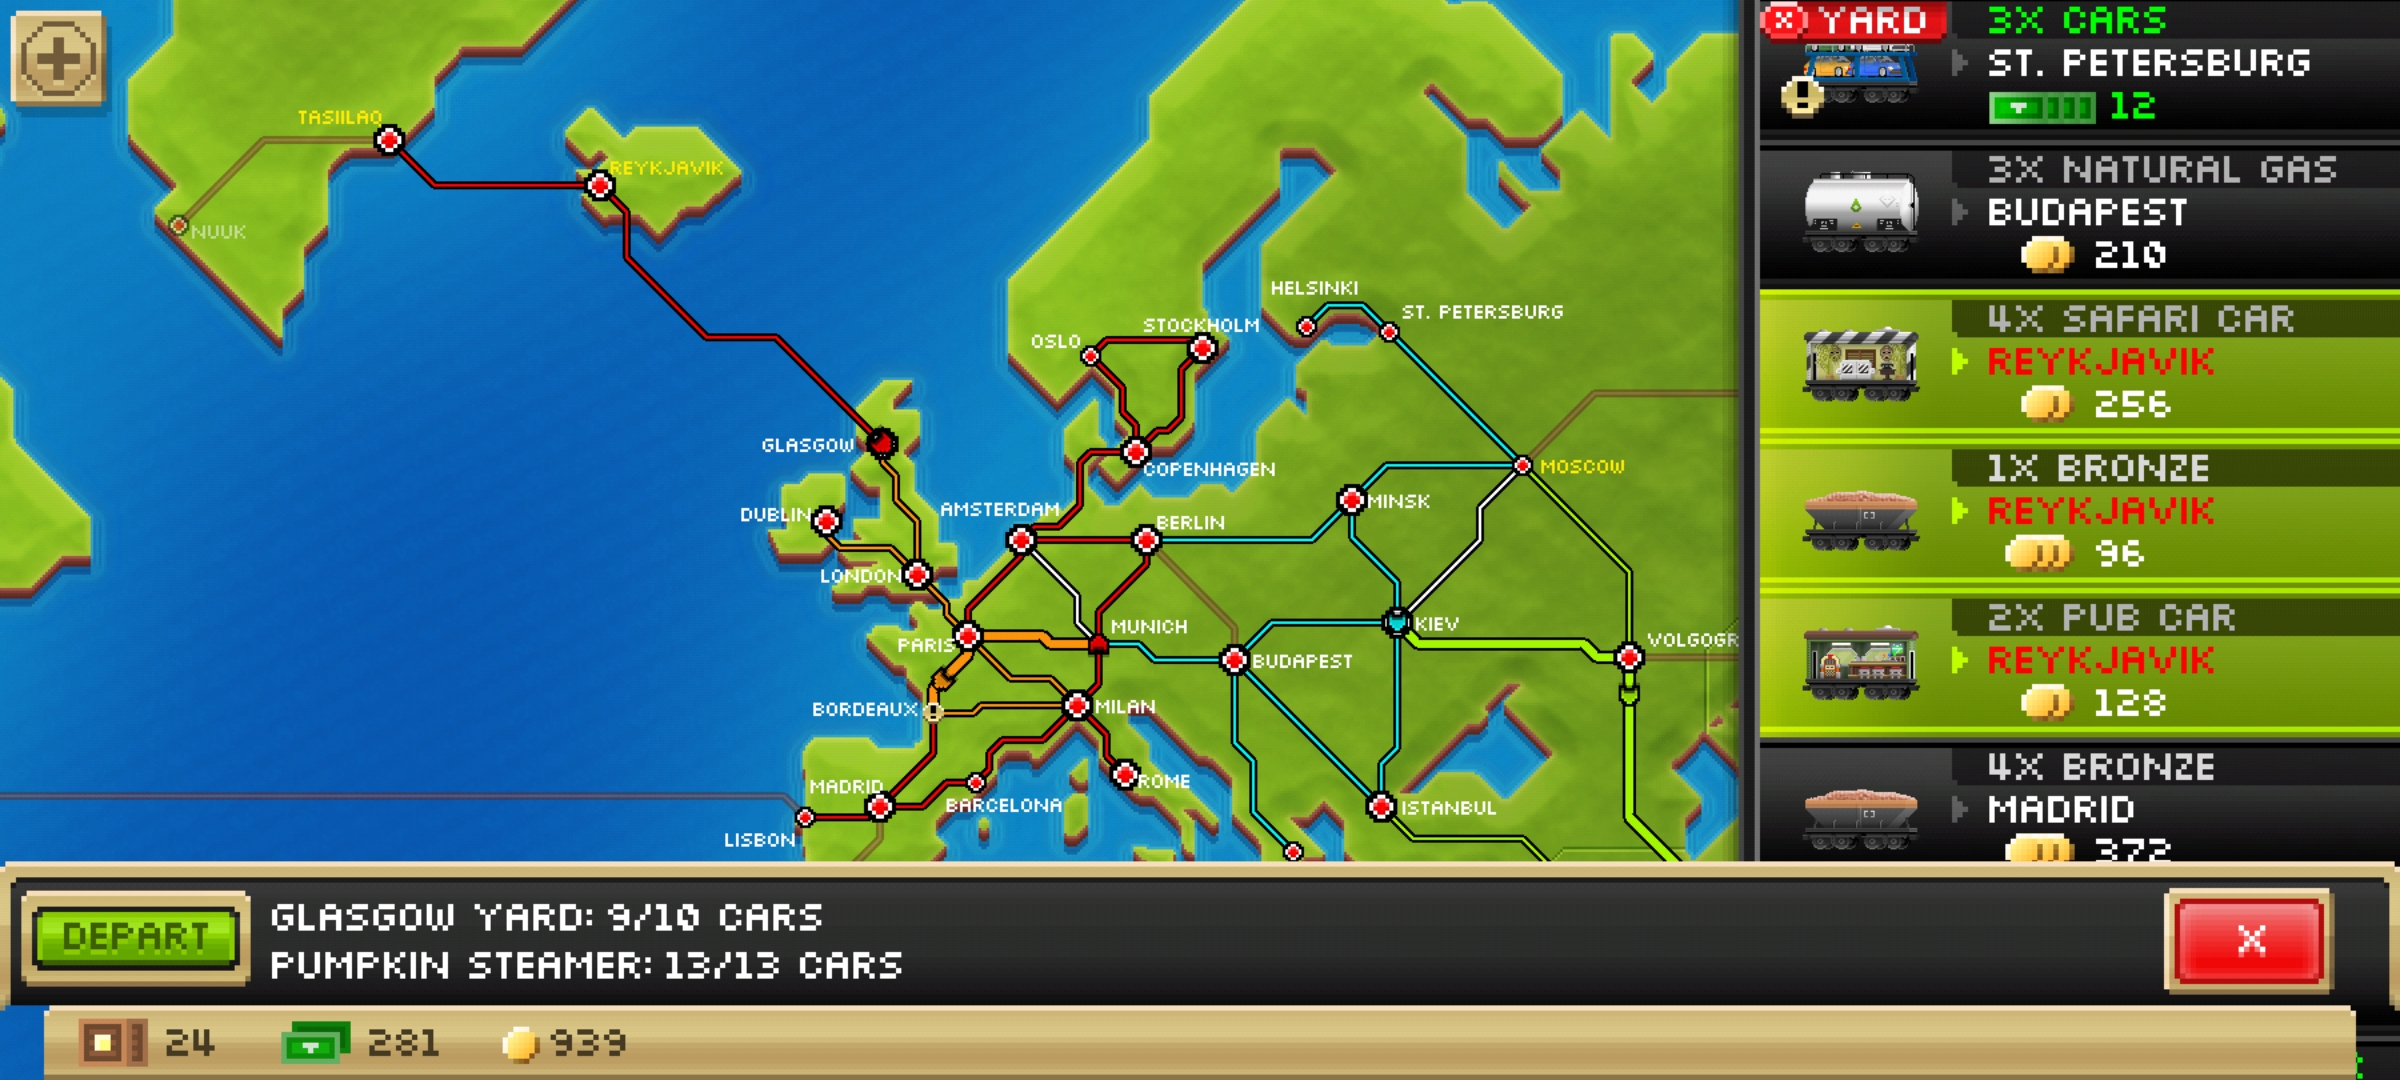 TASIILAQ
REYKJAVIK
NUUK
HELSINKI
ST. PETERSBURG
STOCKHOLM
OSLO
GLASGOW
COPENHAGEN
MOSCOW
MINSK
AMSTERDAM
BERLIN
DUBLIN
LONDON
KIEV
MUNICH
PARIS
BUDAPEST
VOLGOGR
BORDEAUX
MILAN
MADRID
ROME
BARCELONA
ISTANBUL
LISBON
YARD
3X CARS
ST. PETERSBURG
12
3X NATURAL GAS
BUDAPEST
210
4X SAFARI CAR
REYKJAVIK
256
1X BRONZE
REYKJAVIK
96
2X PUB CAR
REYKJAVIK
128
4X BRONZE
MADRID
372
DEPART
GLASGOW YARD: 9/10 CARS
PUMPKIN STEAMER: 13/13 CARS
X
24
281
939